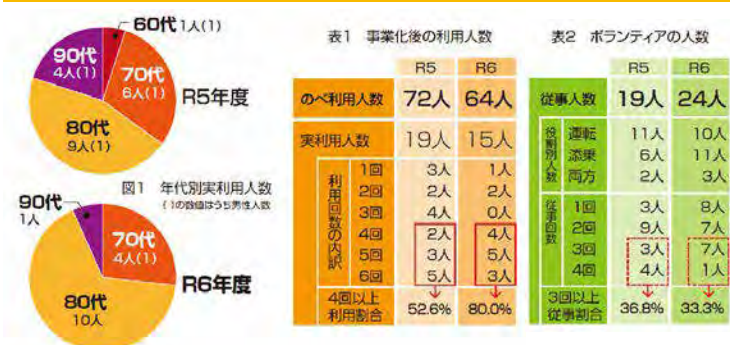 60代 1人(1)
90代
4人(1)
70代
6人(1)
80代
9人(1)
R5年度
図1 年代別実利用人数
( )の数値はうち男性人数
90代
1人
70代
4人(1)
80代
10人
R6年度
表1 事業化後の利用人数
R5 R6
のべ利用人数 72人 64人
実利用人数 19人 15人
利用回数の内訳
1回 3人 1人
2回 2人 2人
3回 4人 0人
4回 2人 4人
5回 3人 5人
6回 5人 3人
4回以上
利用割合 52.6% 80.0%
表2 ボランティアの人数
R5 R6
従事人数 19人 24人
役割別人数
運転 11人 10人
添乗 6人 11人
両方 2人 3人
従事回数
1回 3人 8人
2回 9人 7人
3回 3人 7人
4回 4人 1人
3回以上
従事割合 36.8% 33.3%